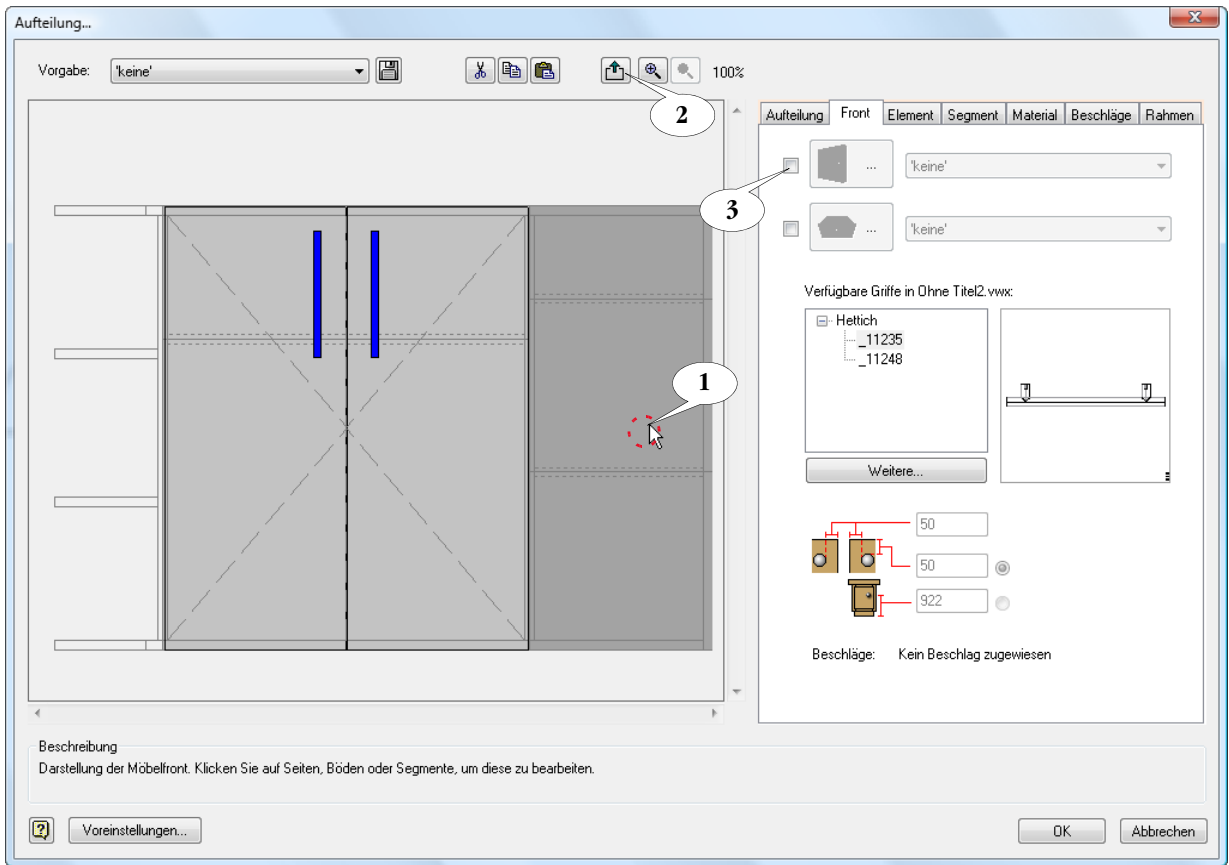 Aufteilung...
Vorgabe:
'keine'
100%
2
Aufteilung
Front
Element
Segment
Material
Beschläge
Rahmen
...
'keine'
3
...
'keine'
Verfügbare Griffe in Ohne Titel2.vwx:
Hettich
_11235
_11248
1
Weitere...
50
50
922
Beschläge: Kein Beschlag zugewiesen
Beschreibung
Darstellung der Möbelfront. Klicken Sie auf Seiten, Böden oder Segmente, um diese zu bearbeiten.
?
Voreinstellungen...
OK
Abbrechen